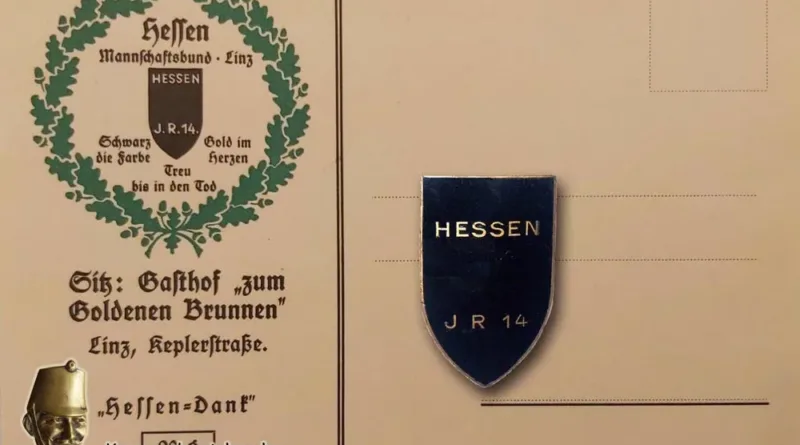 Hessen
Mannschaftsbund · Linz
HESSEN
J.R.14.
Schwarz die Farbe
Gold im Herzen
Treu
bis in den Tod
Sitz: Gasthof „zum
Goldenen Brunnen"
Linz, Keplerstraße.
„Hessen=Dank"
HESSEN
J R 14